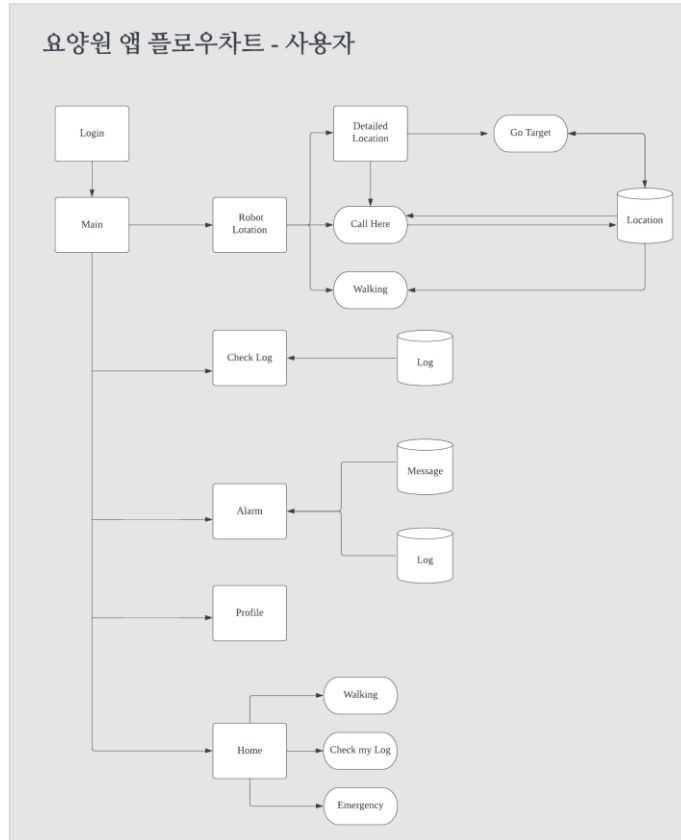 요양원 앱 플로우차트 - 사용자
Login
Detailed
Location
Go Target
Main
Robot
Lotation
Call Here
Location
Walking
Check Log
Log
Message
Alarm
Log
Profile
Walking
Home
Check my Log
Emergency